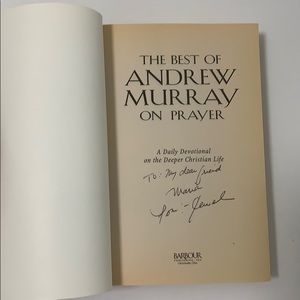 THE BEST OF
ANDREW
MURRAY
ON PRAYER
A Daily Devotional
on the Deeper Christian Life
To: My dear friend
BARBOUR